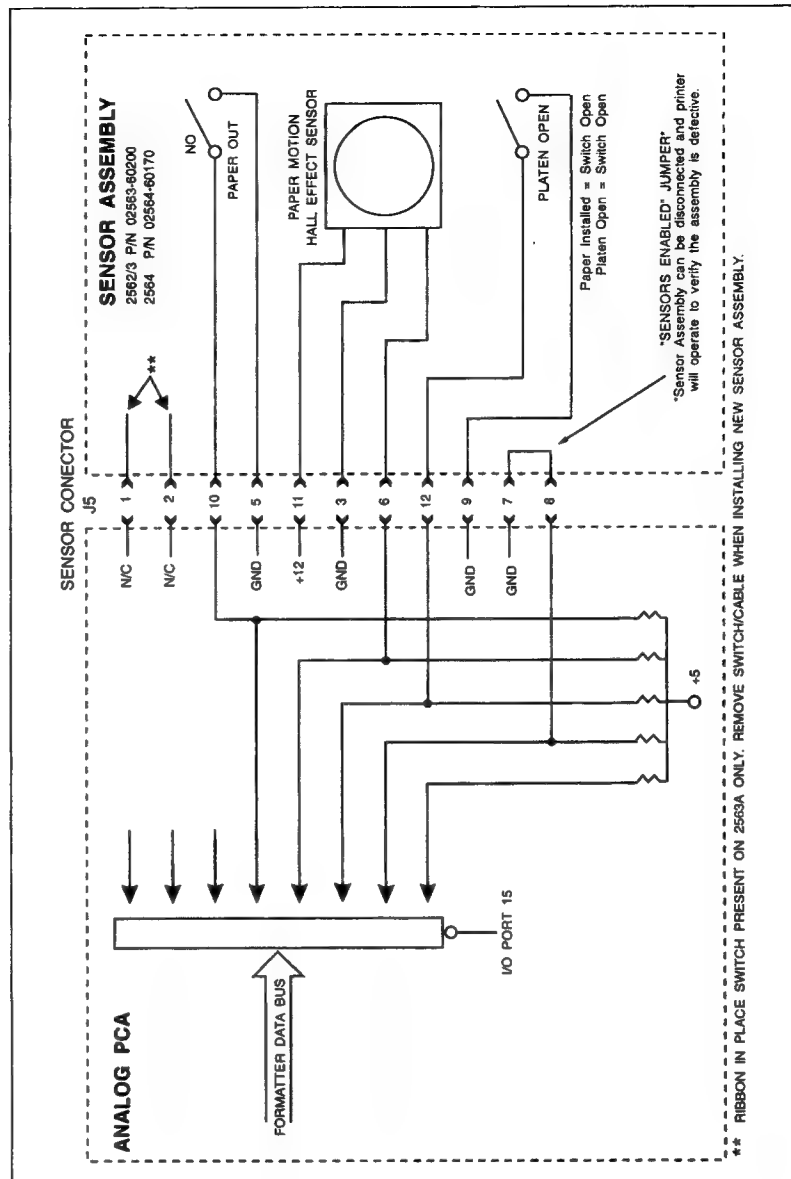 SENSOR CONECTOR
SENSOR ASSEMBLY
2562/3 P/N 02563-60200
2564 P/N 02564-60170
J5
**
N/C
1
N/C
2
NO
PAPER OUT
10
GND
5
PAPER MOTION
HALL EFFECT SENSOR
+12
11
GND
3
6
12
PLATEN OPEN
GND
9
Paper Installed = Switch Open
Platen Open = Switch Open
GND
7
8
"SENSORS ENABLED" JUMPER"
"Sensor Assembly can be disconnected and printer
will operate to verify the assembly is defective.
ANALOG PCA
FORMATTER DATA BUS
I/O PORT 15
+5
** RIBBON IN PLACE SWITCH PRESENT ON 2563A ONLY. REMOVE SWITCH/CABLE WHEN INSTALLING NEW SENSOR ASSEMBLY.